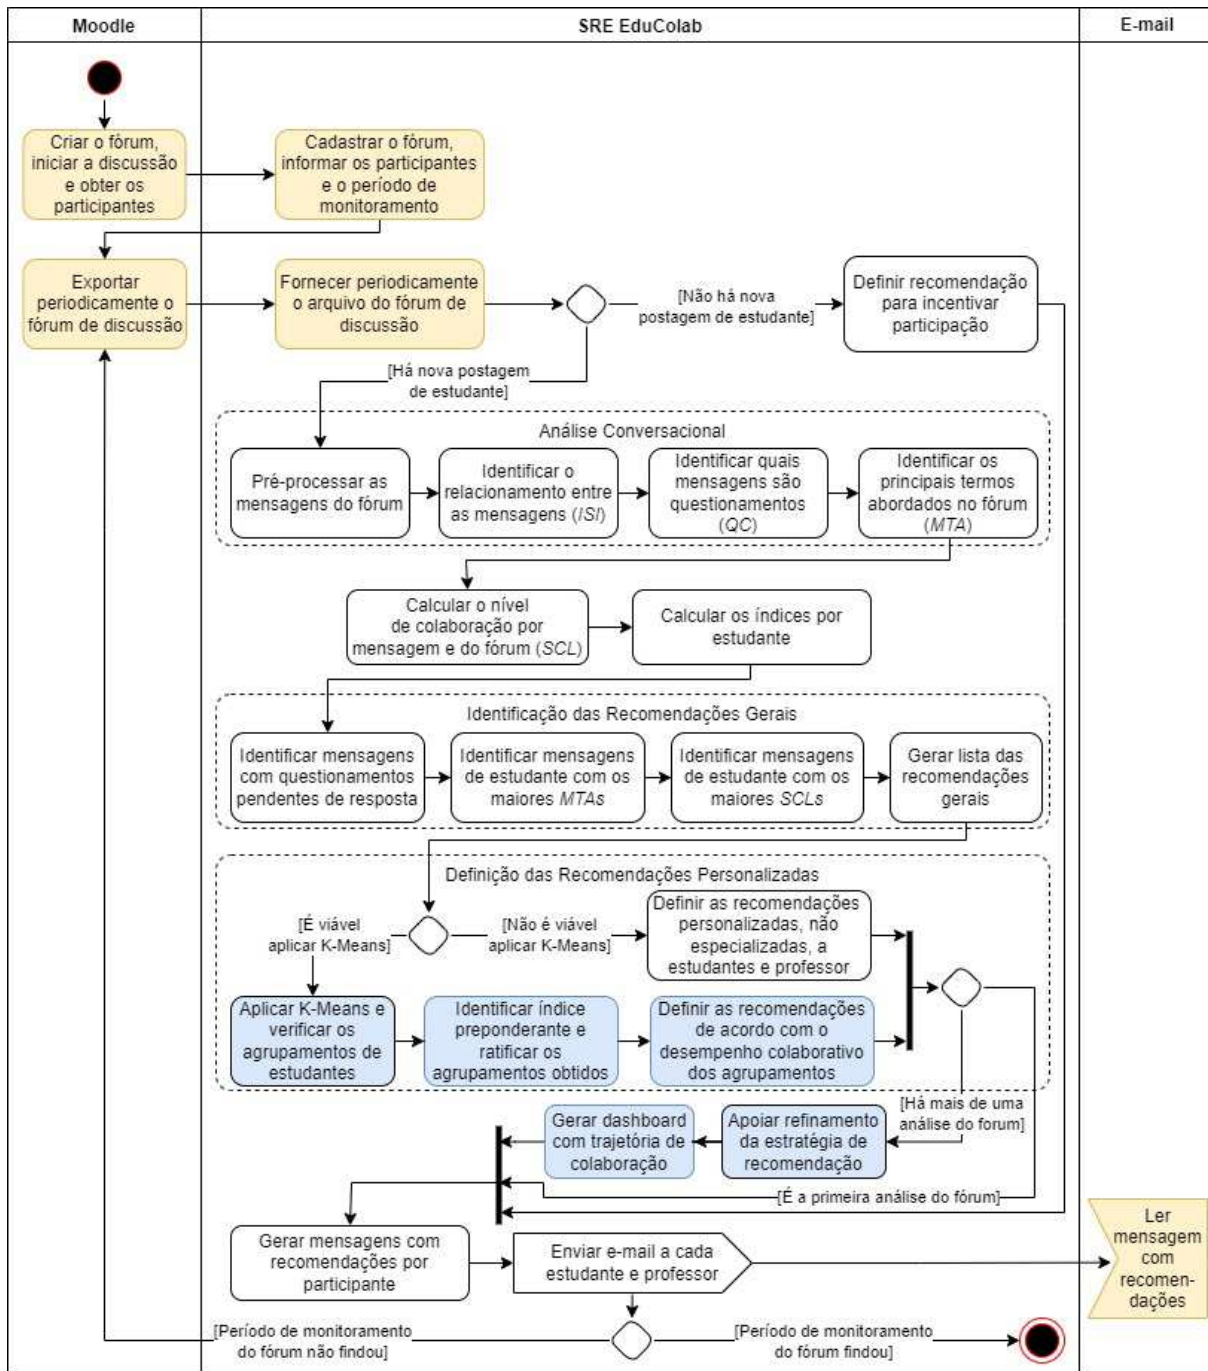 Moodle
SRE EduColab
E-mail
Criar o fórum,
iniciar a discussão
e obter os
participantes
Cadastrar o fórum,
informar os participantes
e o período de
monitoramento
Exportar
periodicamente o
fórum de discussão
Fornecer periodicamente
o arquivo do fórum de
discussão
[Não há nova
postagem de estudante]
Definir recomendação
para incentivar
participação
[Há nova postagem
de estudante]
Análise Conversacional
Pré-processar as
mensagens do fórum
Identificar o
relacionamento entre
as mensagens (ISI)
Identificar quais
mensagens são
questionamentos
(QC)
Identificar os
principais termos
abordados no fórum
(MTA)
Calcular o nível
de colaboração por
mensagem e do fórum (SCL)
Calcular os índices por
estudante
Identificação das Recomendações Gerais
Identificar mensagens
com questionamentos
pendentes de resposta
Identificar mensagens
de estudante com os
maiores MTAs
Identificar mensagens
de estudante com os
maiores SCLs
Gerar lista das
recomendações
gerais
Definição das Recomendações Personalizadas
[É viável
aplicar K-Means]
[Não é viável
aplicar K-Means]
Definir as recomendações
personalizadas, não
especializadas, a
estudantes e professor
Aplicar K-Means e
verificar os
agrupamentos de
estudantes
Identificar índice
preponderante e
ratificar os
agrupamentos obtidos
Definir as recomendações
de acordo com o
desempenho colaborativo
dos agrupamentos
[Há mais de uma
análise do forum]
Gerar dashboard
com trajetória de
colaboração
Apoiar refinamento
da estratégia de
recomendação
[É a primeira análise do fórum]
Gerar mensagens com
recomendações por
participante
Enviar e-mail a cada
estudante e professor
Ler
mensagem
com
recomen-
dações
[Período de monitoramento
do fórum não findou]
[Período de monitoramento
do fórum findou]